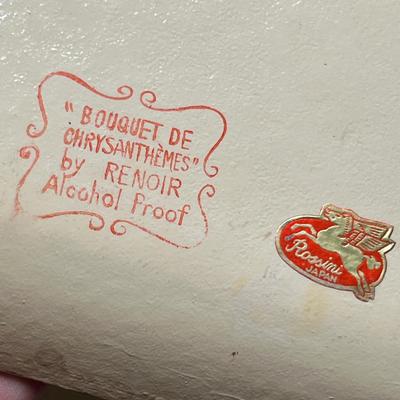 "BOUQUET DE
CHRYSANTHÈMES"
by RENOIR
Alcohol Proof
Rossini
JAPAN